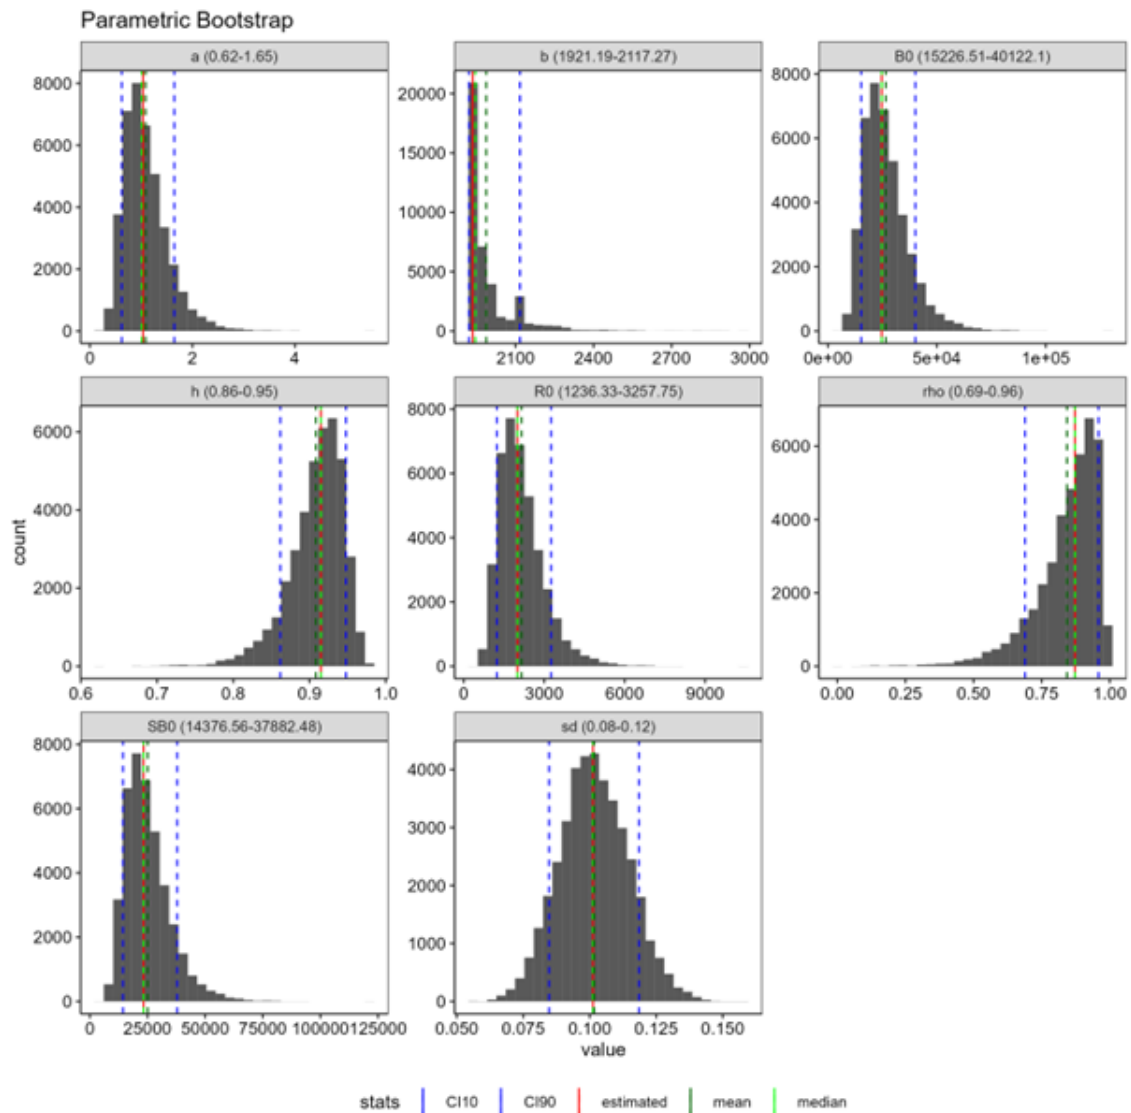 Parametric Bootstrap
a (0.62-1.65)
b (1921.19-2117.27)
B0 (15226.51-40122.1)
8000
6000
4000
2000
0
0 2 4
20000
15000
10000
5000
0
2100 2400 2700 3000
8000
6000
4000
2000
0
0e+00 5e+04 1e+05
h (0.86-0.95)
R0 (1236.33-3257.75)
rho (0.69-0.96)
count
6000
4000
2000
0
0.6 0.7 0.8 0.9 1.0
8000
6000
4000
2000
0
0 3000 6000 9000
6000
4000
2000
0
0.00 0.25 0.50 0.75 1.00
SB0 (14376.56-37882.48)
sd (0.08-0.12)
8000
6000
4000
2000
0
0 25000 50000 75000 100000 125000
4000
3000
2000
1000
0
0.050 0.075 0.100 0.125 0.150
value
stats CI10 CI90 estimated mean median